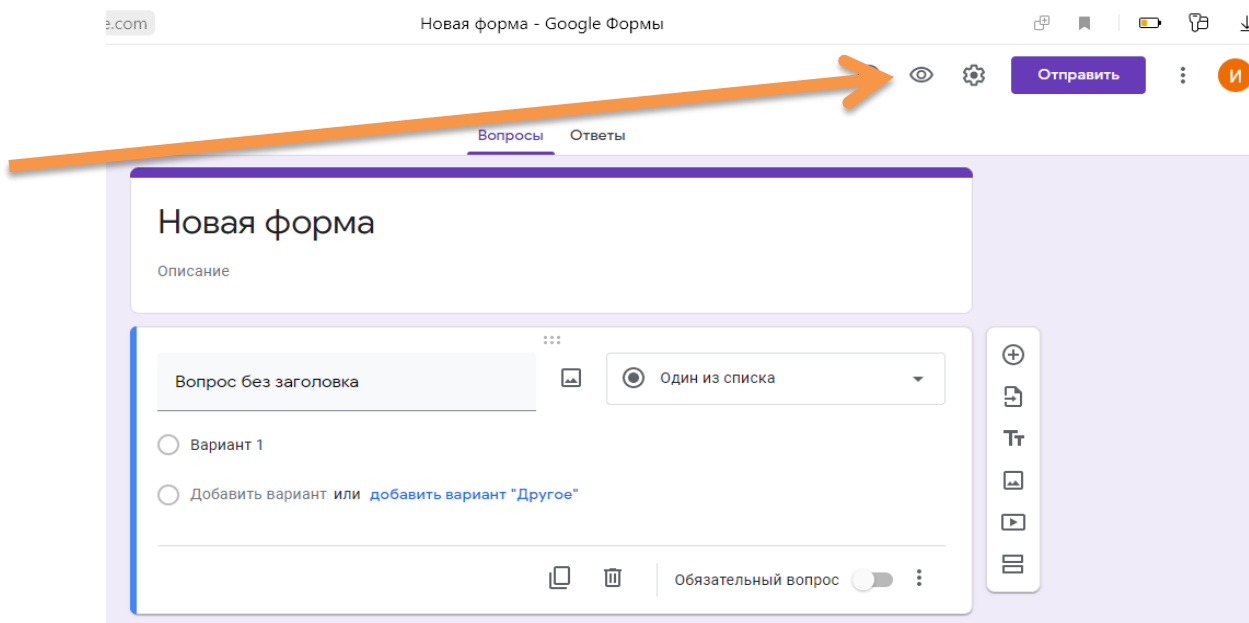 e.com
Новая форма - Google Формы
Отправить
И
Вопросы Ответы
Новая форма
Описание
Вопрос без заголовка
Один из списка
Вариант 1
Добавить вариант или добавить вариант "Другое"
Обязательный вопрос
Тт